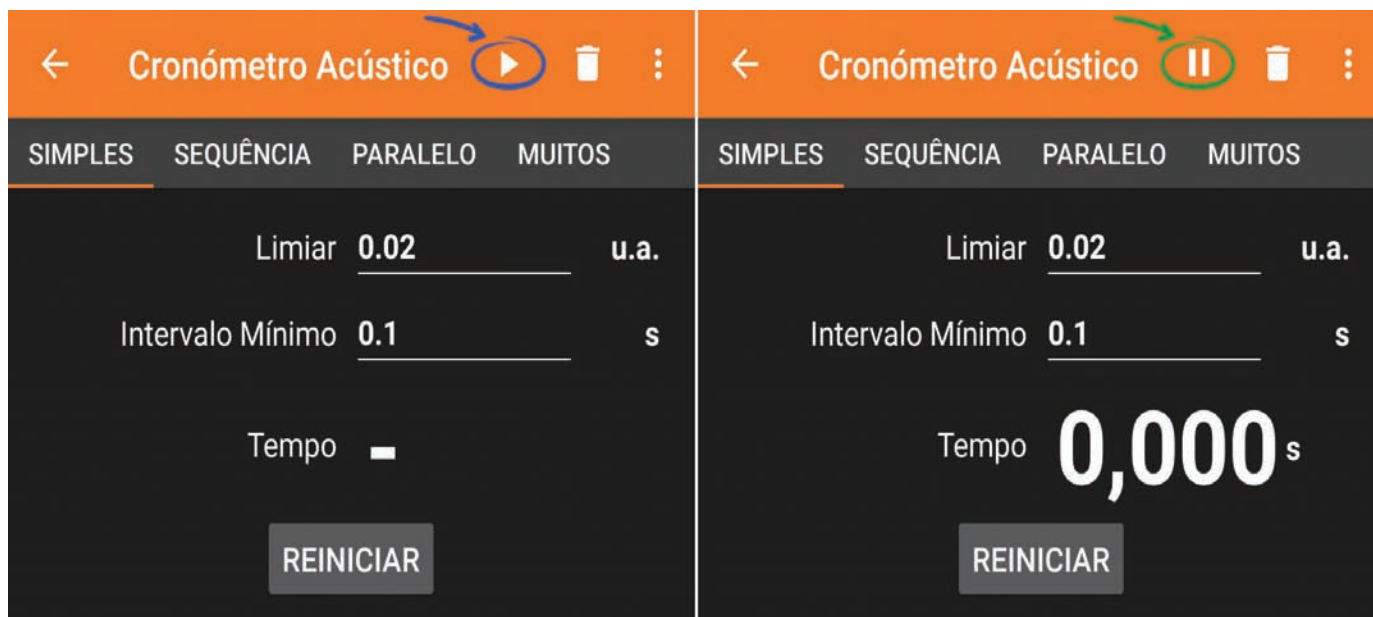 Cronómetro Acústico
SIMPLES SEQUÊNCIA PARALELO MUITOS
Limiar 0.02 u.a.
Intervalo Mínimo 0.1 s
Tempo -
REINICIAR
Cronómetro Acústico
SIMPLES SEQUÊNCIA PARALELO MUITOS
Limiar 0.02 u.a.
Intervalo Mínimo 0.1 s
Tempo 0,000 s
REINICIAR